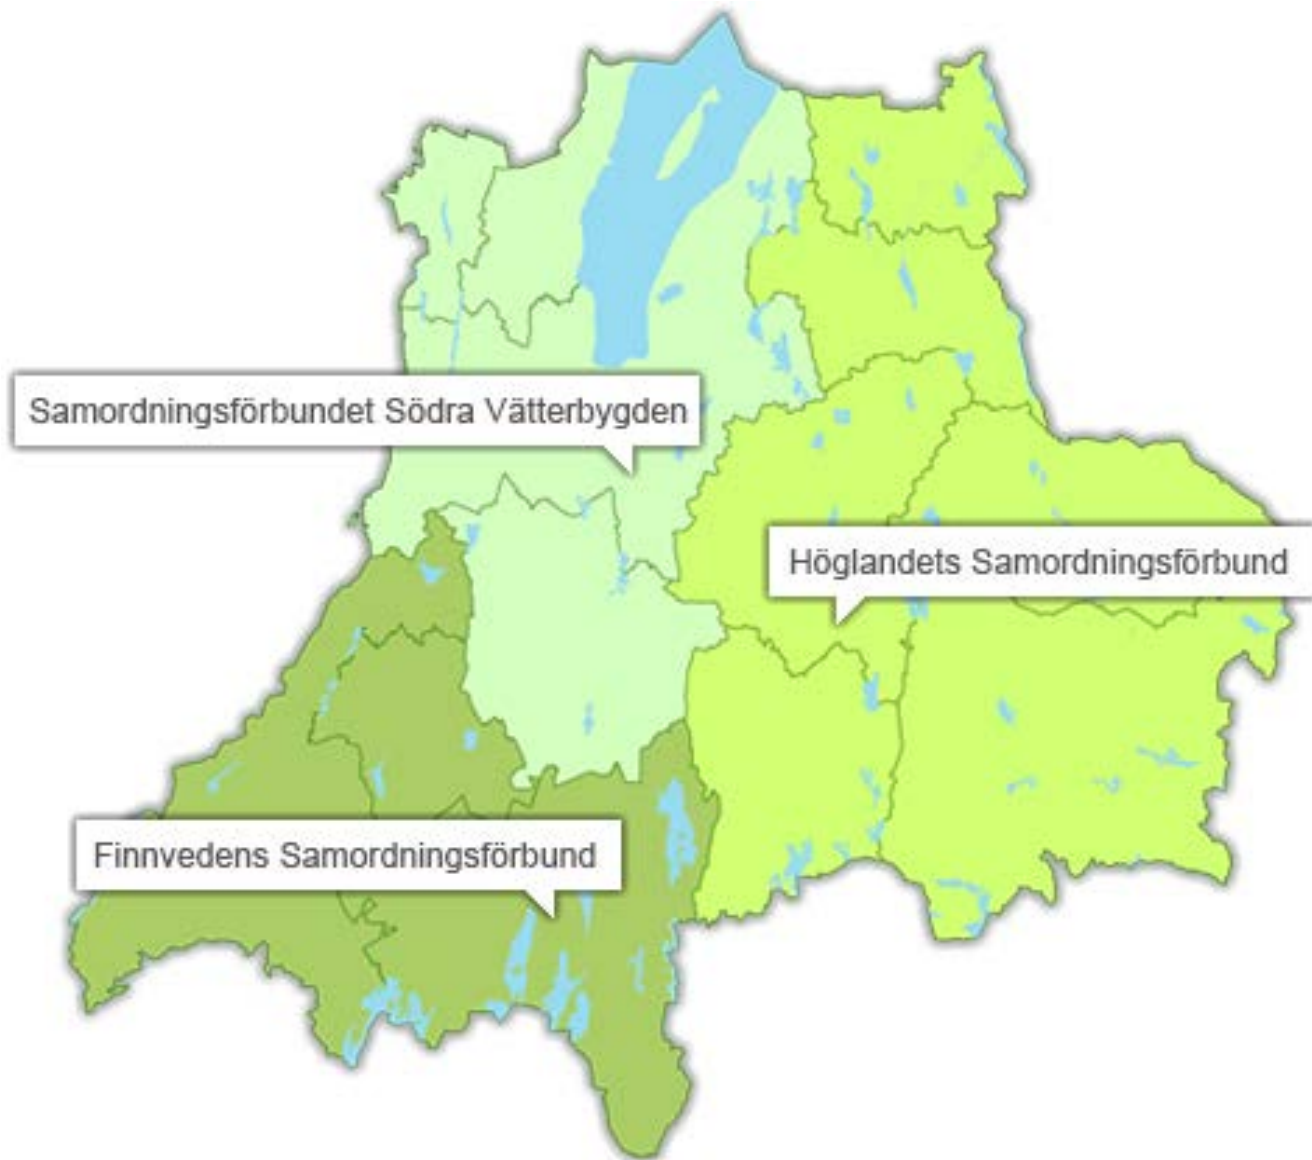 Samordningsförbundet Södra Vätterbygden
Höglandets Samordningsförbund
Finnvedens Samordningsförbund